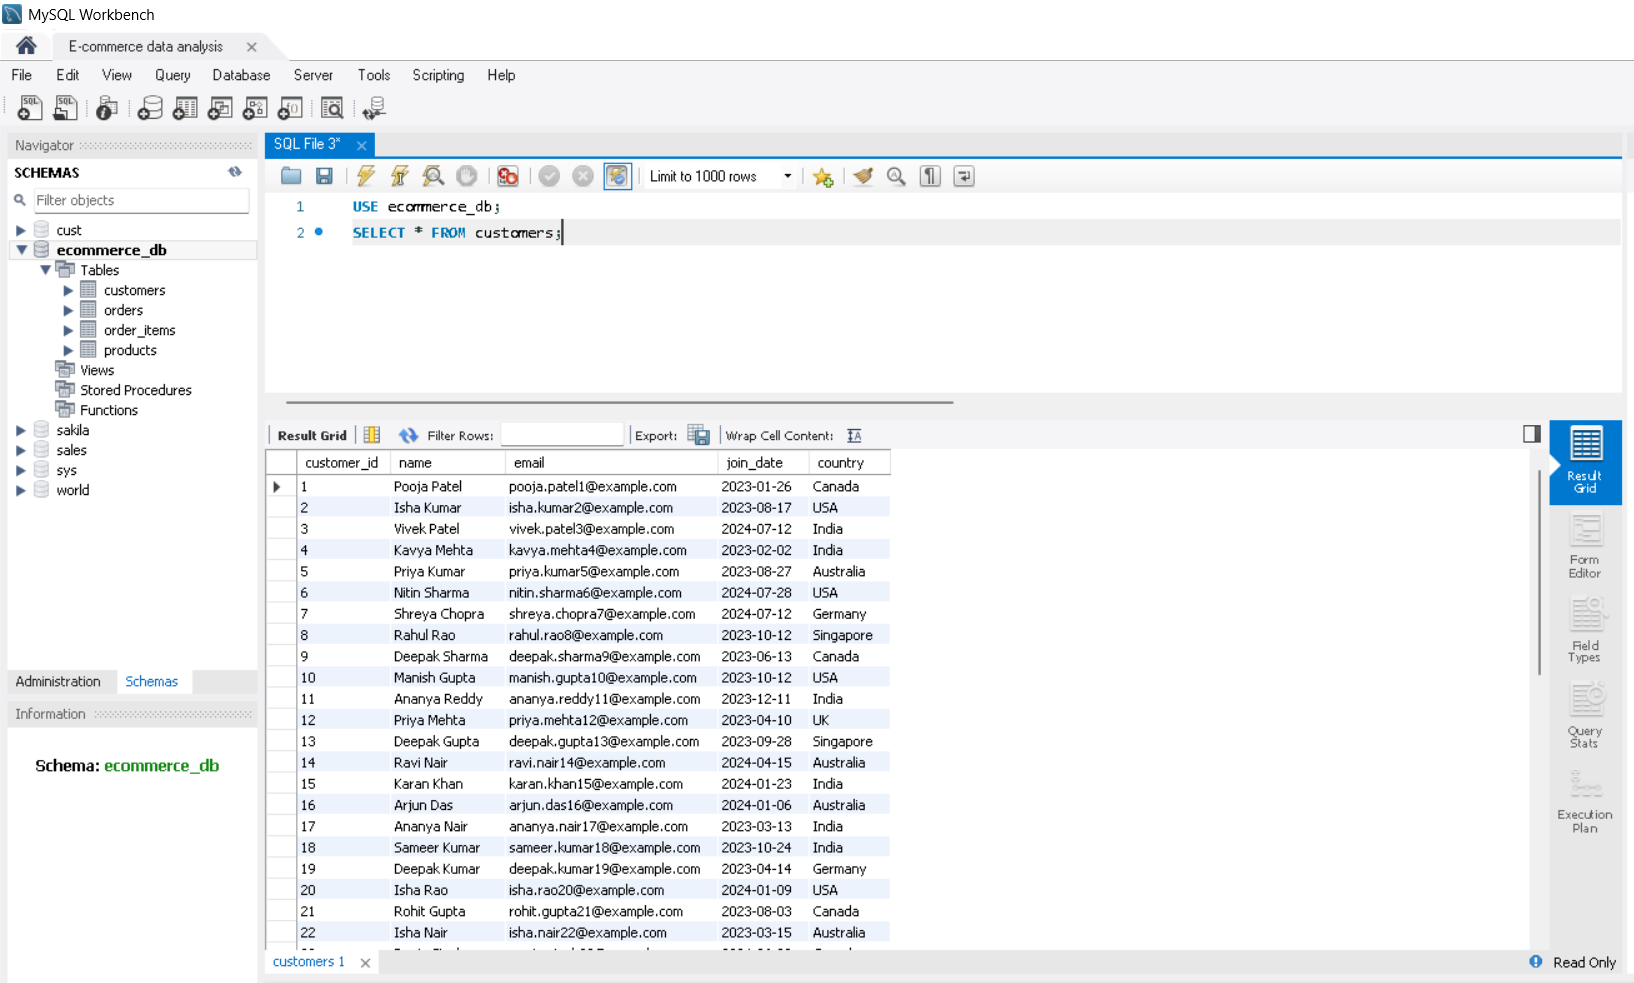 MySQL Workbench
E-commerce data analysis
File Edit View Query Database Server Tools Scripting Help
Navigator
SCHEMAS
Filter objects
cust
ecommerce_db
Tables
customers
orders
order_items
products
Views
Stored Procedures
Functions
sakila
sales
sys
world
Administration Schemas
Information
Schema: ecommerce_db
SQL File 3*
Limit to 1000 rows
1 USE ecommerce_db;
2 SELECT * FROM customers;
Result Grid Filter Rows: Export: Wrap Cell Content:
customer_id name email join_date country
1 Pooja Patel pooja.patel1@example.com 2023-01-26 Canada
2 Isha Kumar isha.kumar2@example.com 2023-08-17 USA
3 Vivek Patel vivek.patel3@example.com 2024-07-12 India
4 Kavya Mehta kavya.mehta4@example.com 2023-02-02 India
5 Priya Kumar priya.kumar5@example.com 2023-08-27 Australia
6 Nitin Sharma nitin.sharma6@example.com 2024-07-28 USA
7 Shreya Chopra shreya.chopra7@example.com 2024-07-12 Germany
8 Rahul Rao rahul.rao8@example.com 2023-10-12 Singapore
9 Deepak Sharma deepak.sharma9@example.com 2023-06-13 Canada
10 Manish Gupta manish.gupta10@example.com 2023-10-12 USA
11 Ananya Reddy ananya.reddy11@example.com 2023-12-11 India
12 Priya Mehta priya.mehta12@example.com 2023-04-10 UK
13 Deepak Gupta deepak.gupta13@example.com 2023-09-28 Singapore
14 Ravi Nair ravi.nair14@example.com 2024-04-15 Australia
15 Karan Khan karan.khan15@example.com 2024-01-23 India
16 Arjun Das arjun.das16@example.com 2024-01-06 Australia
17 Ananya Nair ananya.nair17@example.com 2023-03-13 India
18 Sameer Kumar sameer.kumar18@example.com 2023-10-24 India
19 Deepak Kumar deepak.kumar19@example.com 2023-04-14 Germany
20 Isha Rao isha.rao20@example.com 2024-01-09 USA
21 Rohit Gupta rohit.gupta21@example.com 2023-08-03 Canada
22 Isha Nair isha.nair22@example.com 2023-03-15 Australia
customers 1
Result
Grid
Form
Editor
Field
Types
Query
Stats
Execution
Plan
Read Only